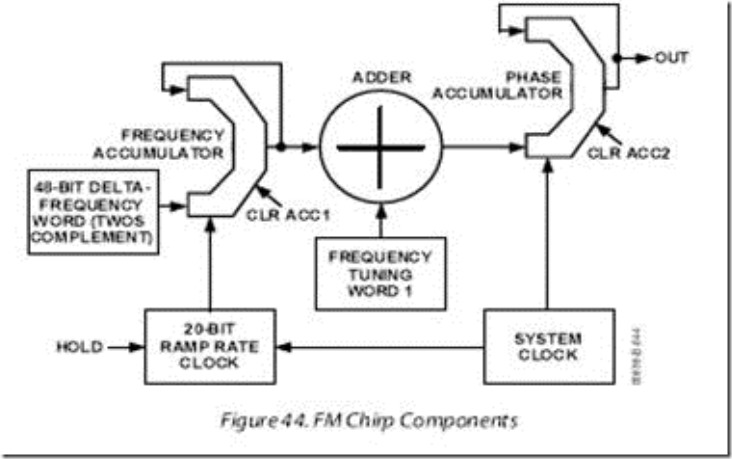 OUT
ADDER
PHASE
ACCUMULATOR
FREQUENCY
ACCUMULATOR
CLR ACC2
48-BIT DELTA-
FREQUENCY
WORD (TWOS
COMPLEMENT)
CLR ACC1
FREQUENCY
TUNING
WORD 1
HOLD
20-BIT
RAMP RATE
CLOCK
SYSTEM
CLOCK
Figure 44. FM Chirp Components